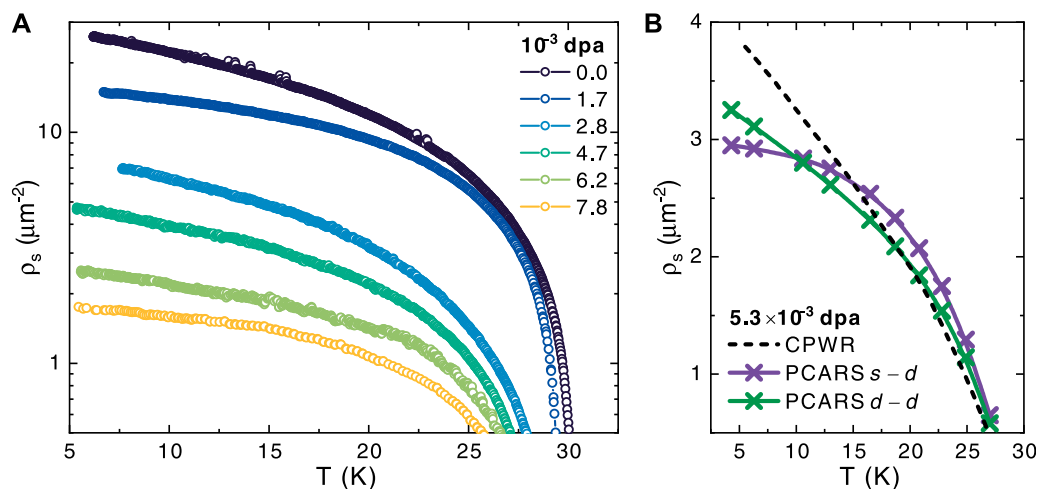 A
10⁻³ dpa
0.0
1.7
2.8
4.7
6.2
7.8
10
1
ρₛ (μm⁻²)
5 10 15 20 25 30
T (K)
B
4
3
2
1
ρₛ (μm⁻²)
5.3×10⁻³ dpa
CPWR
PCARS s – d
PCARS d – d
5 10 15 20 25 30
T (K)